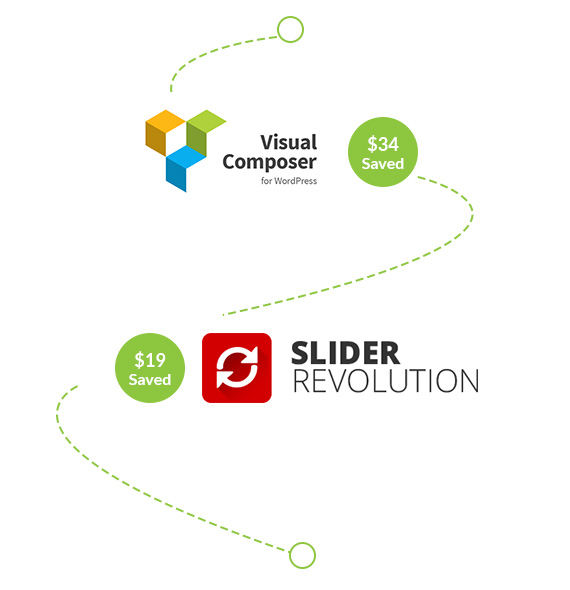 Visual
Composer
for WordPress
$34
Saved
$19
Saved
SLIDER
REVOLUTION